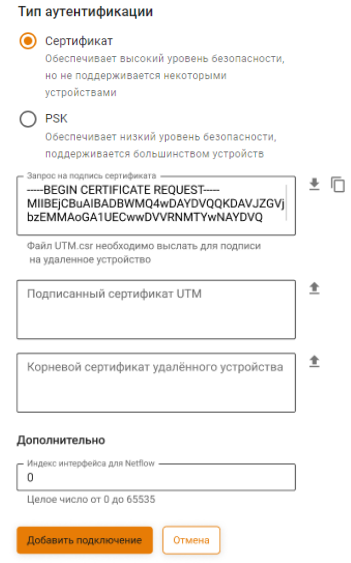 Тип аутентификации
Сертификат
Обеспечивает высокий уровень безопасности,
но не поддерживается некоторыми
устройствами
PSK
Обеспечивает низкий уровень безопасности,
поддерживается большинством устройств
Запрос на подпись сертификата
-----BEGIN CERTIFICATE REQUEST-----
MIIBEjCBuAIBADBWMQ4wDAYDVQQKDAVJZGVj
bzEMMAoGA1UECwwDVVRNMTYwNAYDVQ
Файл UTM.csr необходимо выслать для подписи
на удаленное устройство
Подписанный сертификат UTM
Корневой сертификат удалённого устройства
Дополнительно
Индекс интерфейса для Netflow
0
Целое число от 0 до 65535
Добавить подключение
Отмена